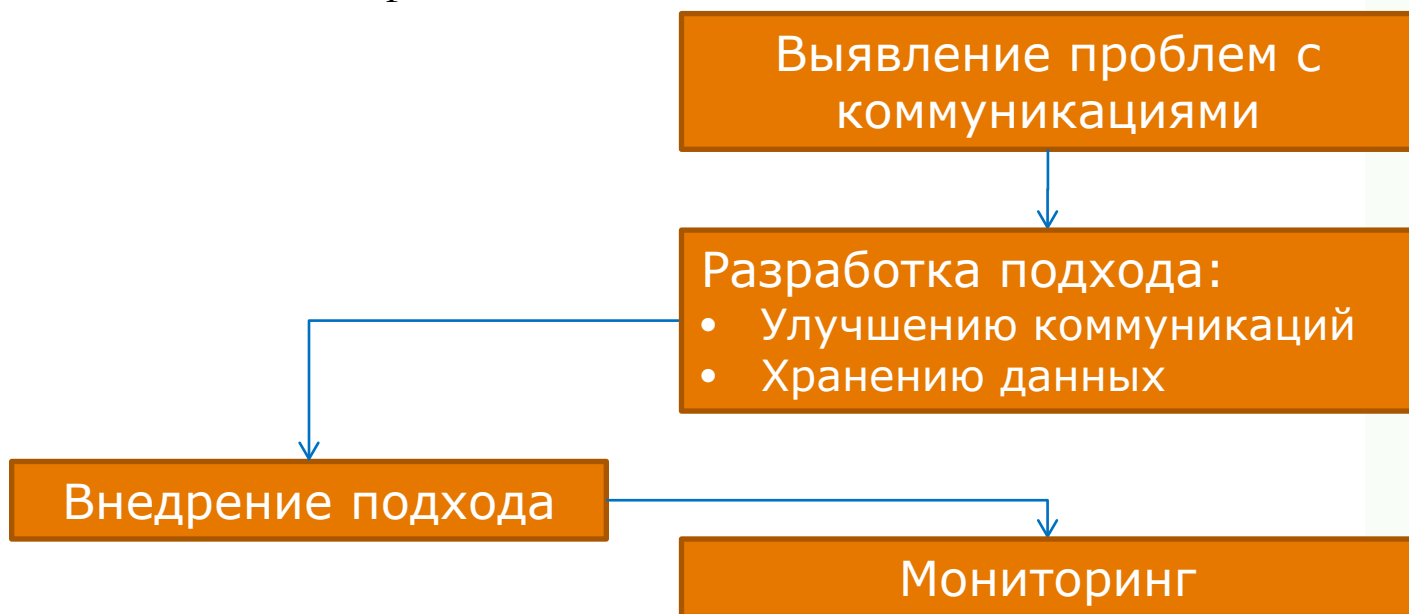 Выявление проблем с
коммуникациями
Разработка подхода:
• Улучшению коммуникаций
• Хранению данных
Внедрение подхода
Мониторинг